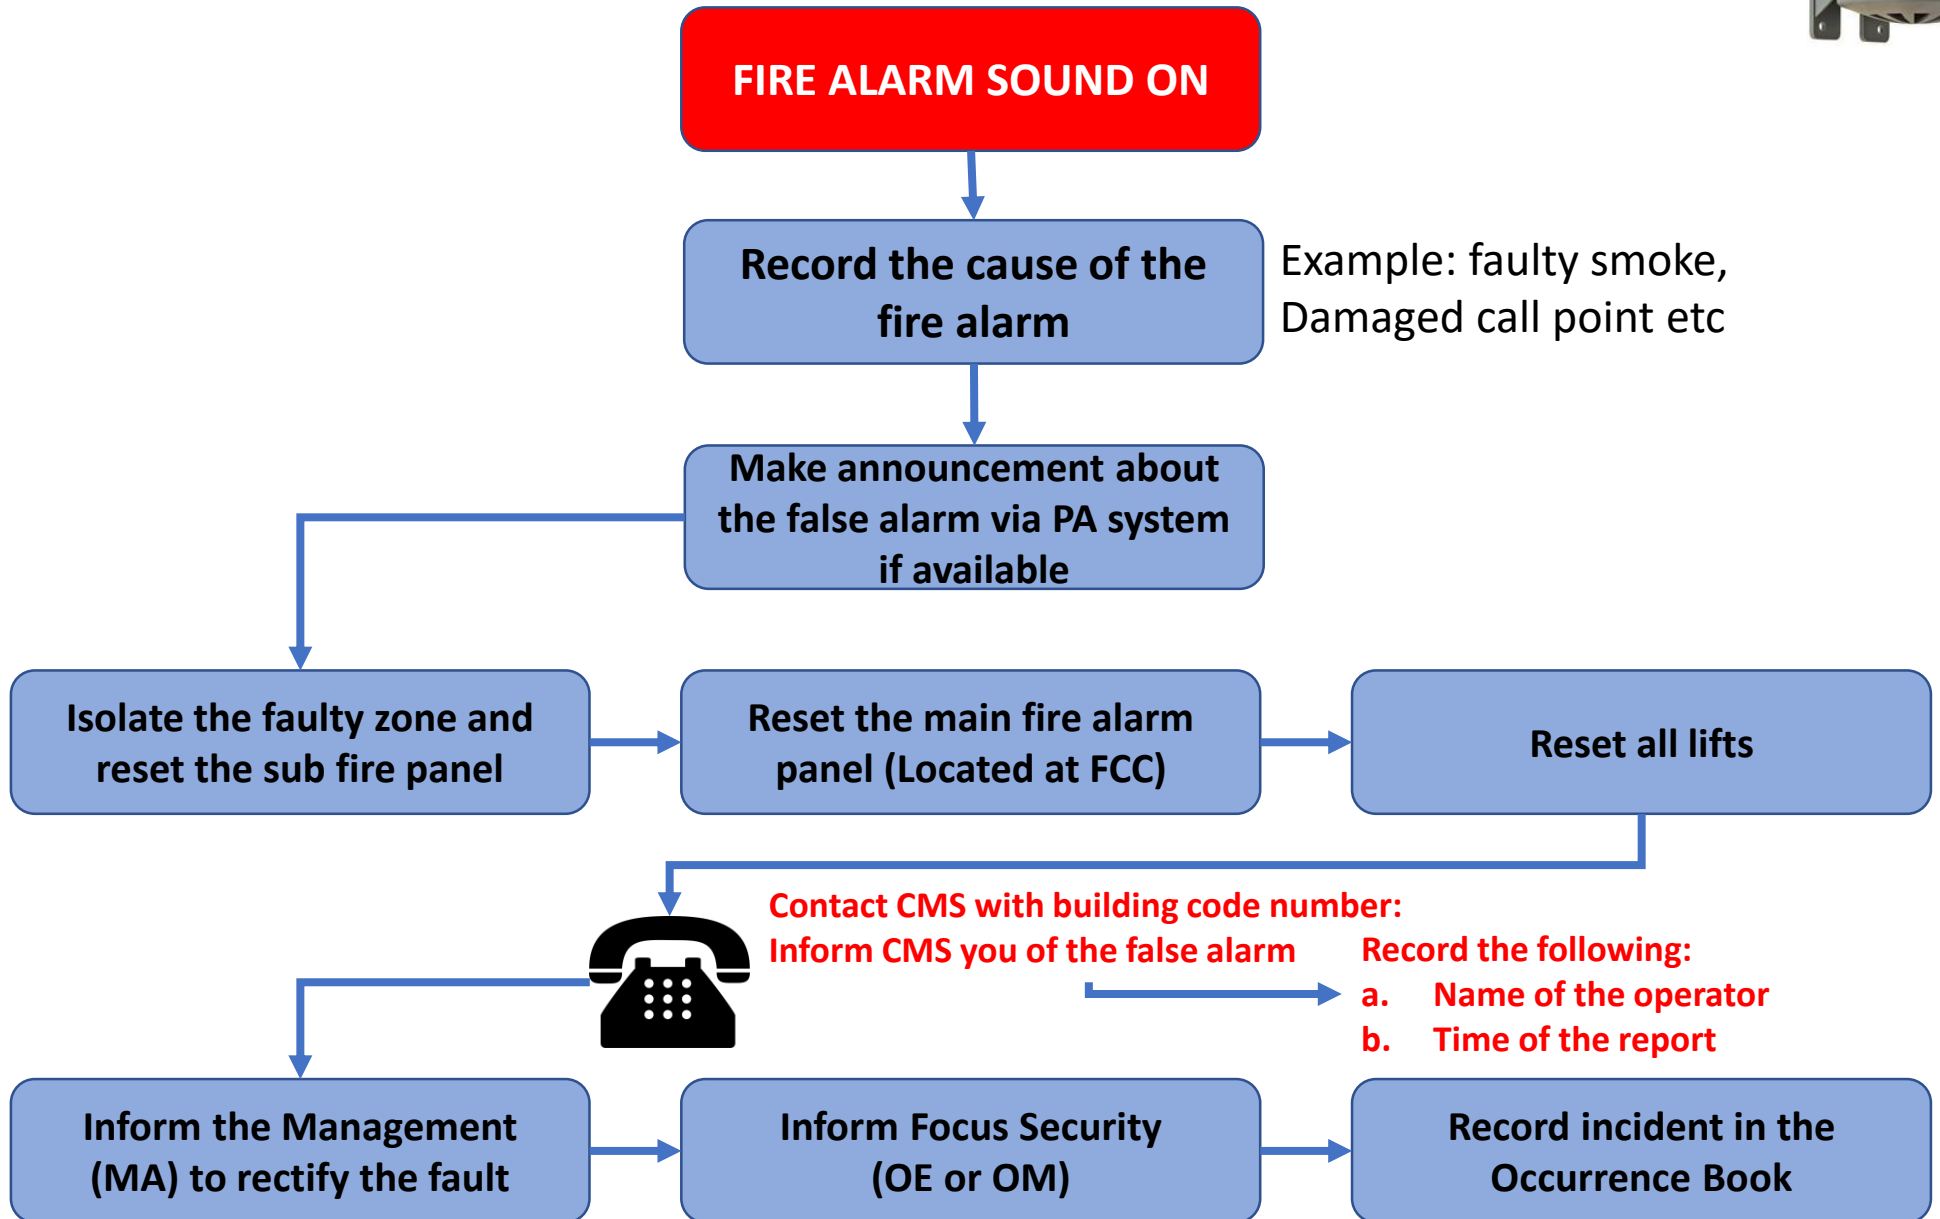 FIRE ALARM SOUND ON
Record the cause of the
fire alarm
Example: faulty smoke,
Damaged call point etc
Make announcement about
the false alarm via PA system
if available
Isolate the faulty zone and
reset the sub fire panel
Reset the main fire alarm
panel (Located at FCC)
Reset all lifts
Contact CMS with building code number:
Inform CMS you of the false alarm
Record the following:
a. Name of the operator
b. Time of the report
Inform the Management
(MA) to rectify the fault
Inform Focus Security
(OE or OM)
Record incident in the
Occurrence Book